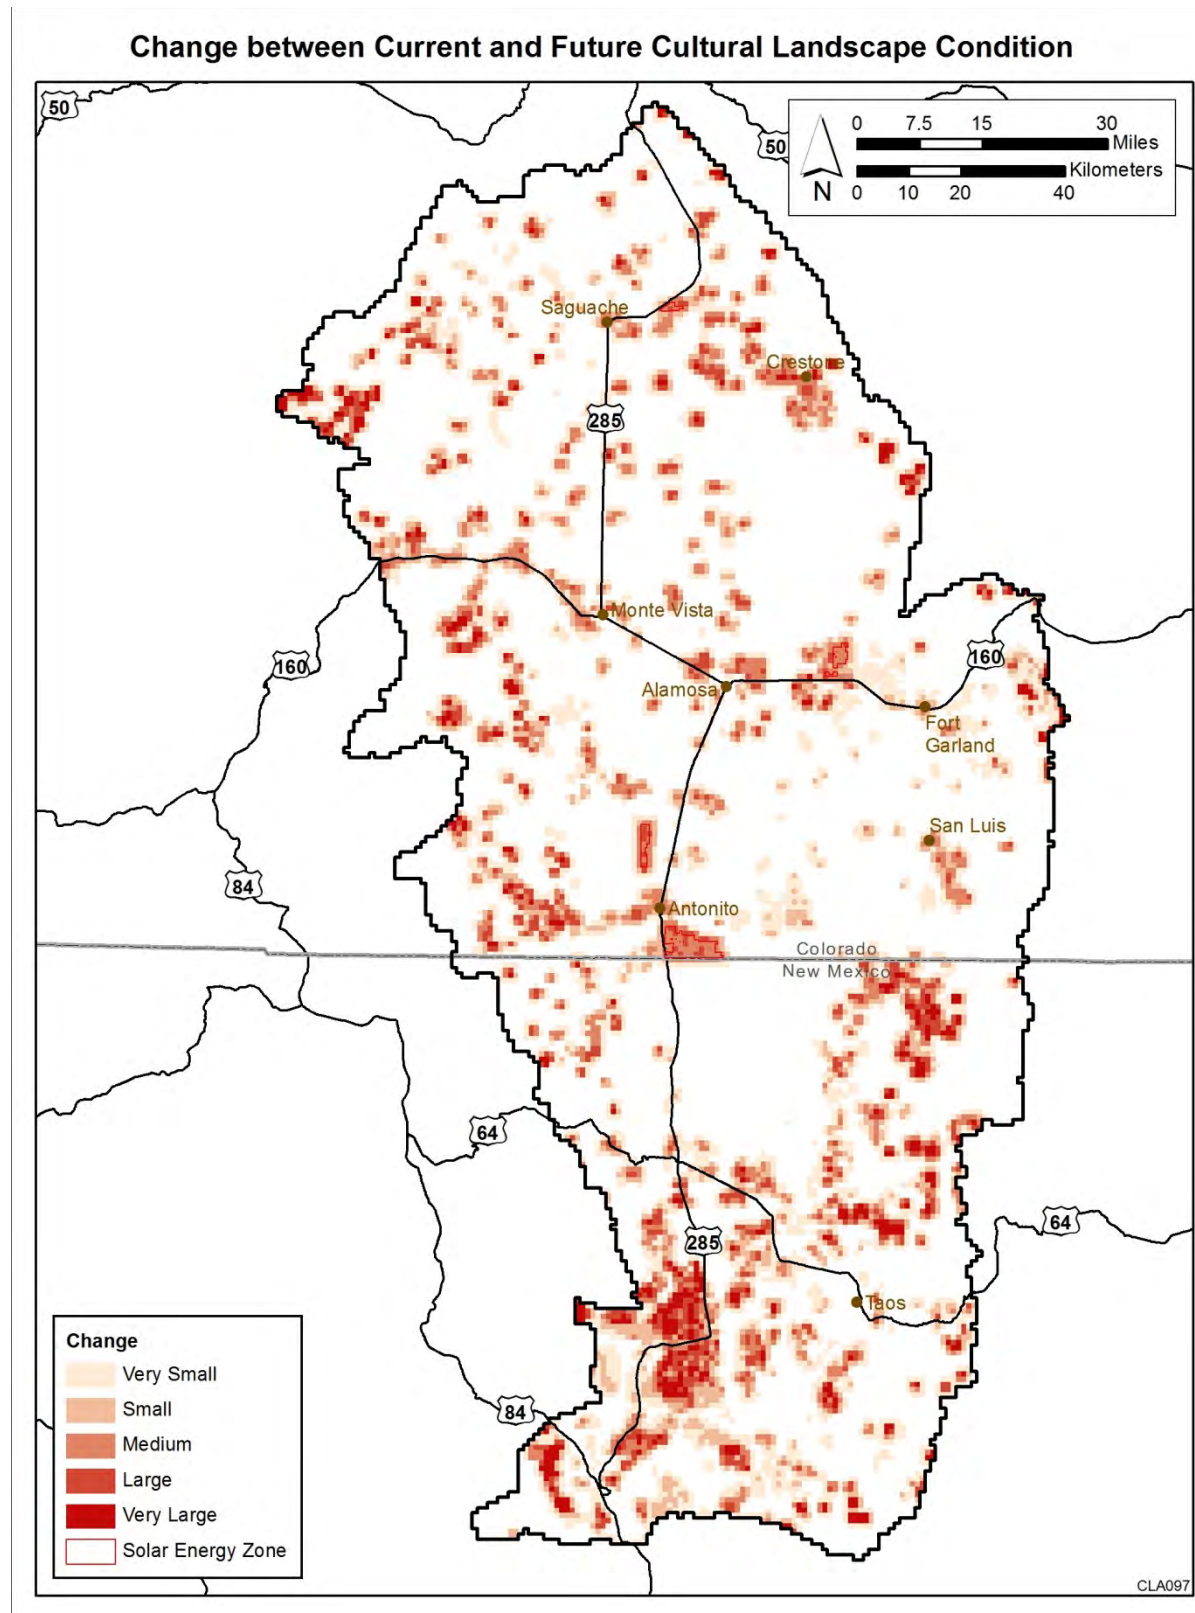 Change between Current and Future Cultural Landscape Condition
50
50
0 7.5 15 30
Miles
Kilometers
0 10 20 40
N
Saguache
Crestone
285
Monte Vista
160
160
Alamosa
Fort
Garland
San Luis
84
Antonito
Colorado
New Mexico
64
64
285
Taos
84
Change
Very Small
Small
Medium
Large
Very Large
Solar Energy Zone
CLA097